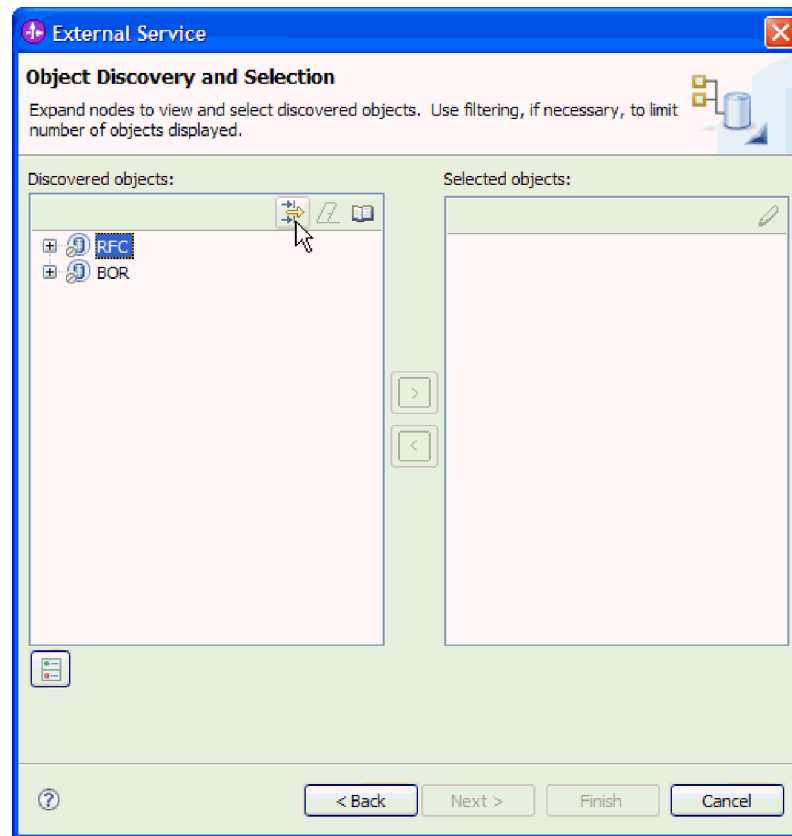 External Service
Object Discovery and Selection
Expand nodes to view and select discovered objects.  Use filtering, if necessary, to limit
number of objects displayed.
Discovered objects:
Selected objects:
RFC
BOR
>
<
?
< Back
Next >
Finish
Cancel